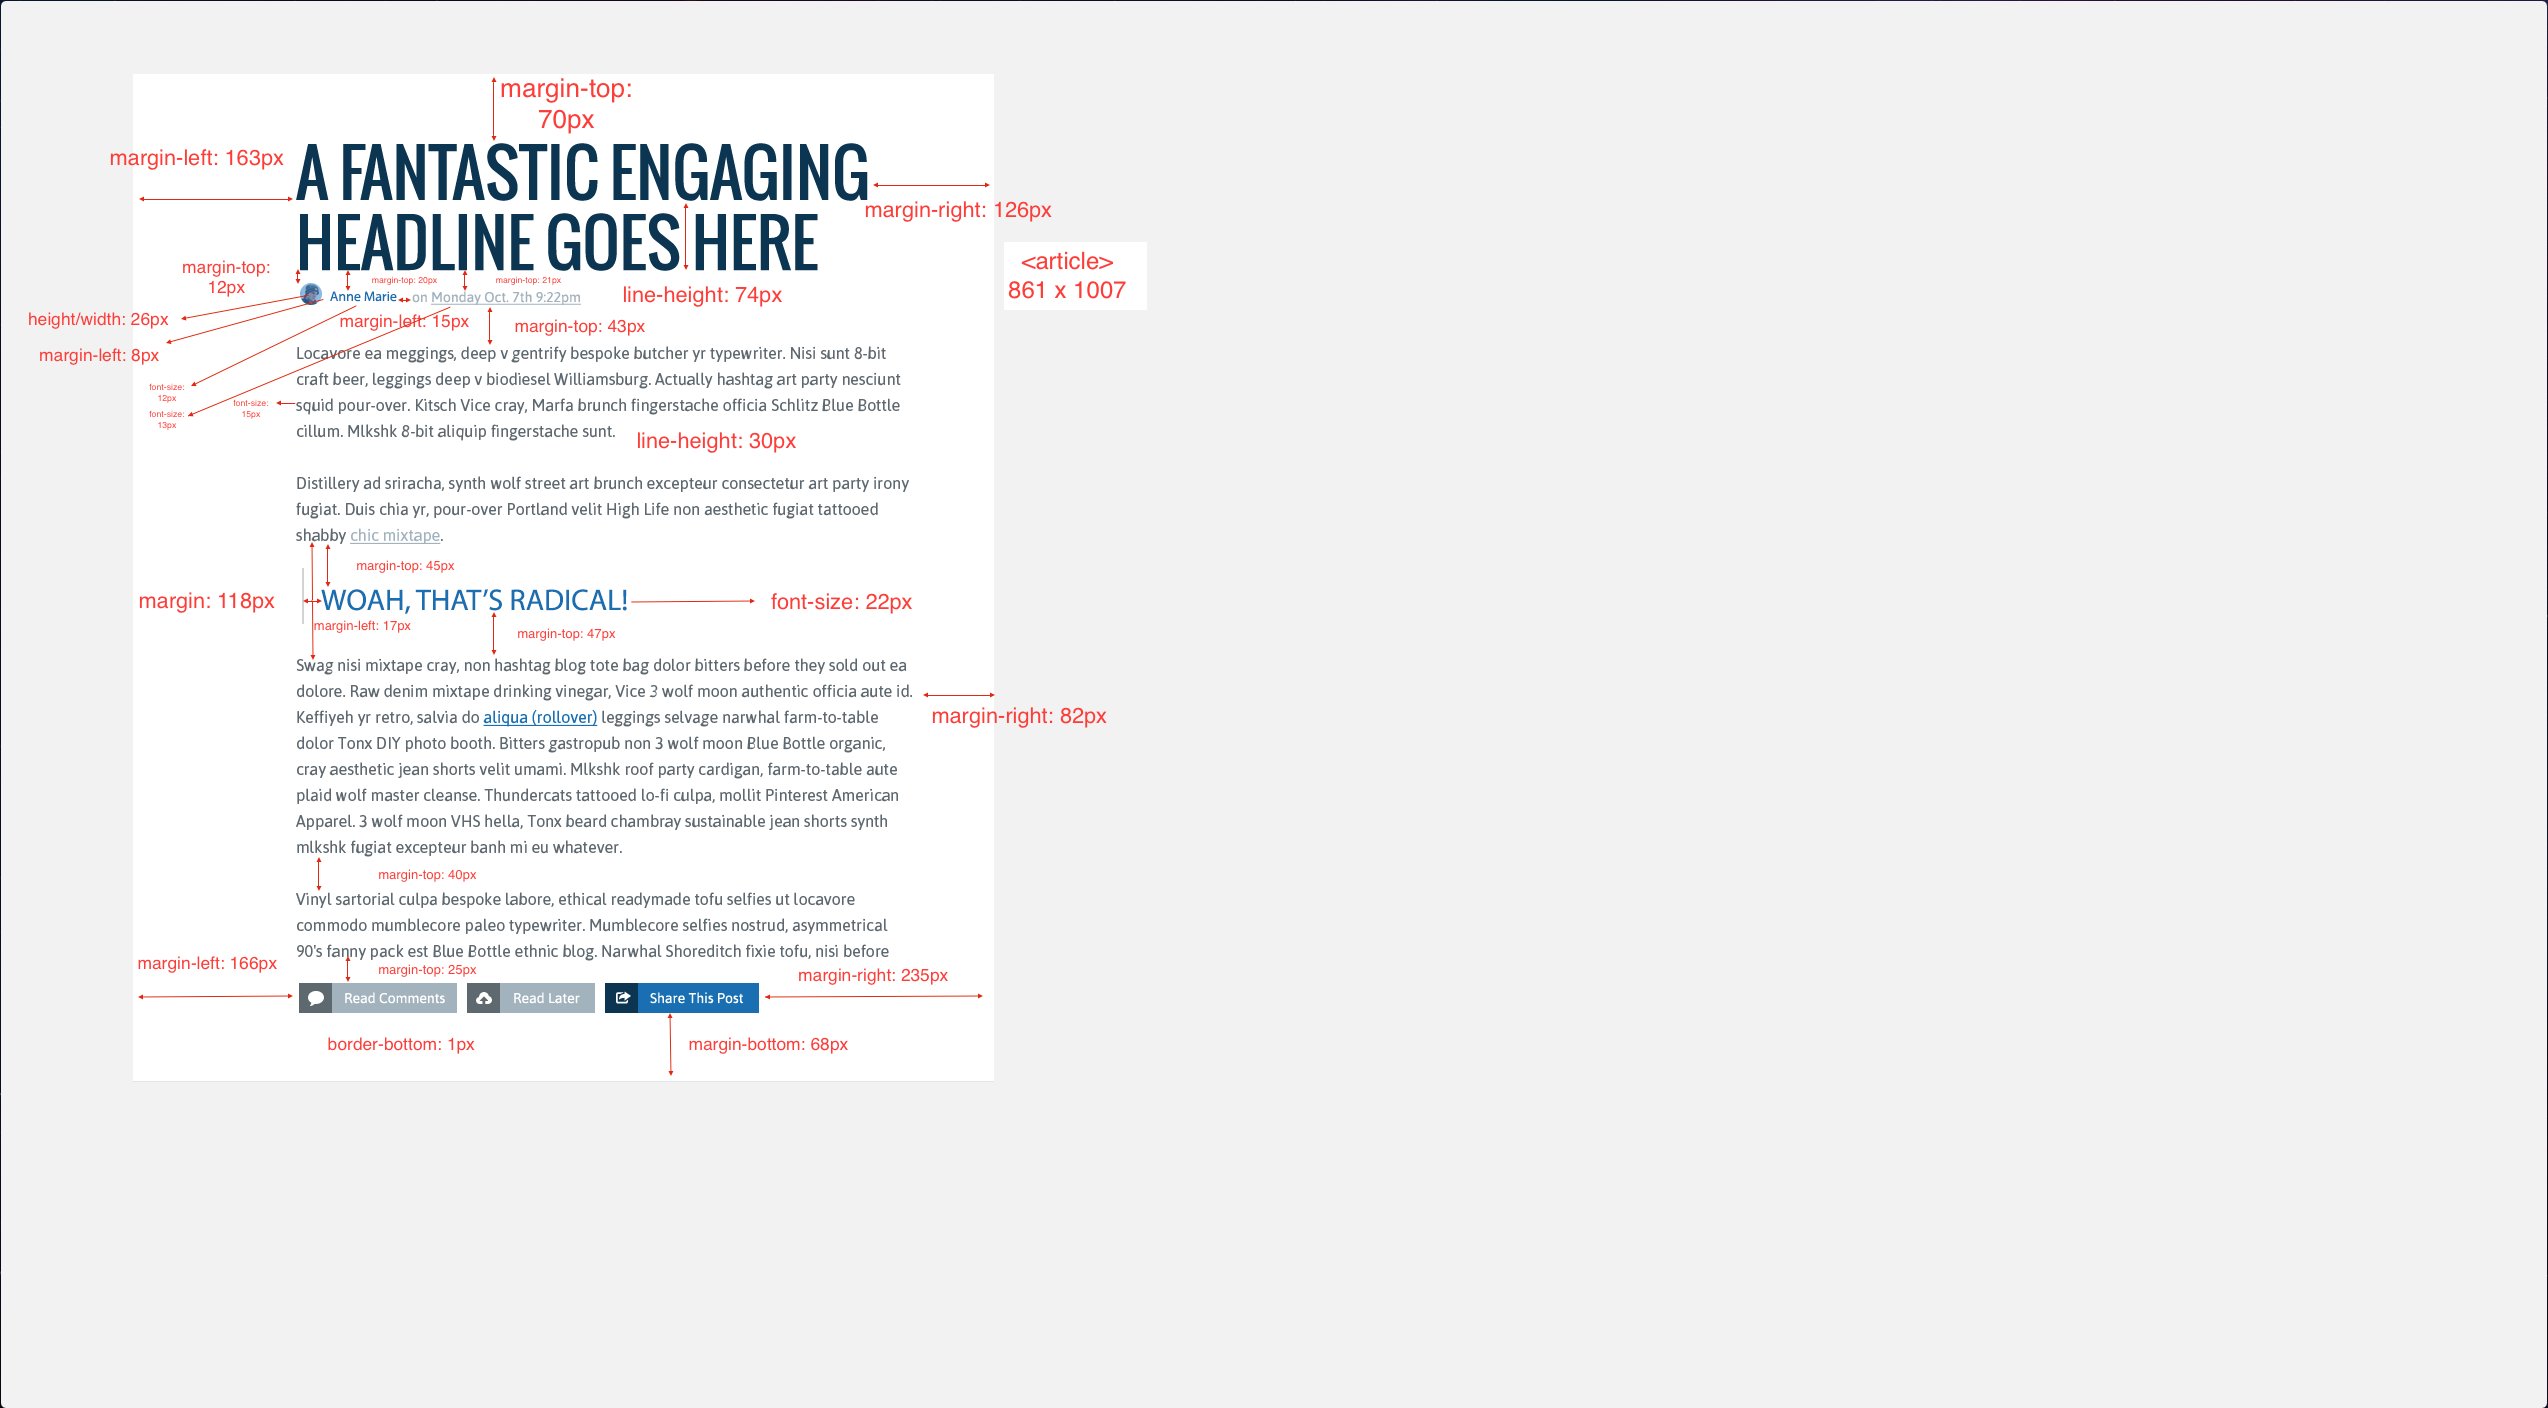 margin-top:
70px
margin-left: 163px
A FANTASTIC ENGAGING
HEADLINE GOES HERE
margin-right: 126px
<article>
861 x 1007
margin-top:
12px
margin-top: 20px
margin-top: 21px
Anne Marie
on Monday Oct. 7th 9:22pm
line-height: 74px
height/width: 26px
margin-left: 15px
margin-top: 43px
margin-left: 8px
font-size:
12px
font-size:
13px
font-size:
15px
Locavore ea meggings, deep v gentrify bespoke butcher yr typewriter. Nisi sunt 8-bit
craft beer, leggings deep v biodiesel Williamsburg. Actually hashtag art party nesciunt
squid pour-over. Kitsch Vice cray, Marfa brunch fingerstache officia Schlitz Blue Bottle
cillum. Mlkshk 8-bit aliquip fingerstache sunt.
line-height: 30px
Distillery ad sriracha, synth wolf street art brunch excepteur consectetur art party irony
fugiat. Duis chia yr, pour-over Portland velit High Life non aesthetic fugiat tattooed
shabby chic mixtape.
margin-top: 45px
margin: 118px
WOAH, THAT’S RADICAL!
font-size: 22px
margin-left: 17px
margin-top: 47px
Swag nisi mixtape cray, non hashtag blog tote bag dolor bitters before they sold out ea
dolore. Raw denim mixtape drinking vinegar, Vice 3 wolf moon authentic officia aute id.
Keffiyeh yr retro, salvia do aliqua (rollover) leggings selvage narwhal farm-to-table
dolor Tonx DIY photo booth. Bitters gastropub non 3 wolf moon Blue Bottle organic,
cray aesthetic jean shorts velit umami. Mlkshk roof party cardigan, farm-to-table aute
plaid wolf master cleanse. Thundercats tattooed lo-fi culpa, mollit Pinterest American
Apparel. 3 wolf moon VHS hella, Tonx beard chambray sustainable jean shorts synth
mlkshk fugiat excepteur banh mi eu whatever.
margin-right: 82px
margin-top: 40px
Vinyl sartorial culpa bespoke labore, ethical readymade tofu selfies ut locavore
commodo mumblecore paleo typewriter. Mumblecore selfies nostrud, asymmetrical
90's fanny pack est Blue Bottle ethnic blog. Narwhal Shoreditch fixie tofu, nisi before
margin-left: 166px
margin-top: 25px
margin-right: 235px
Read Comments
Read Later
Share This Post
border-bottom: 1px
margin-bottom: 68px